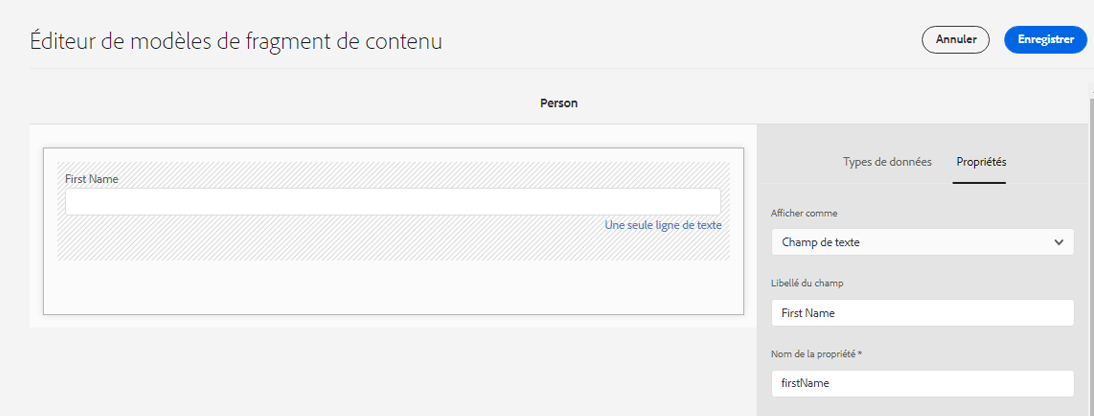 Éditeur de modèles de fragment de contenu
Annuler
Enregistrer
Person
First Name
Une seule ligne de texte
Types de données
Propriétés
Afficher comme
Champ de texte
Libellé du champ
First Name
Nom de la propriété *
firstName